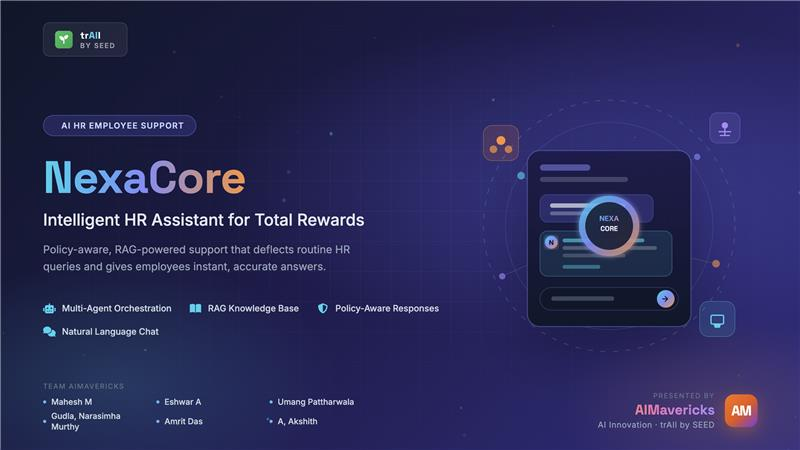 trAIl
BY SEED
AI HR EMPLOYEE SUPPORT
NexaCore
Intelligent HR Assistant for Total Rewards
Policy-aware, RAG-powered support that deflects routine HR
queries and gives employees instant, accurate answers.
Multi-Agent Orchestration
RAG Knowledge Base
Policy-Aware Responses
Natural Language Chat
NEXA
CORE
N
TEAM AIMAVERICKS
Mahesh M
Eshwar A
Umang Pattharwala
Gudla, Narasimha
Murthy
Amrit Das
A, Akshith
PRESENTED BY
AIMavericks
AI Innovation · trAIl by SEED
AM